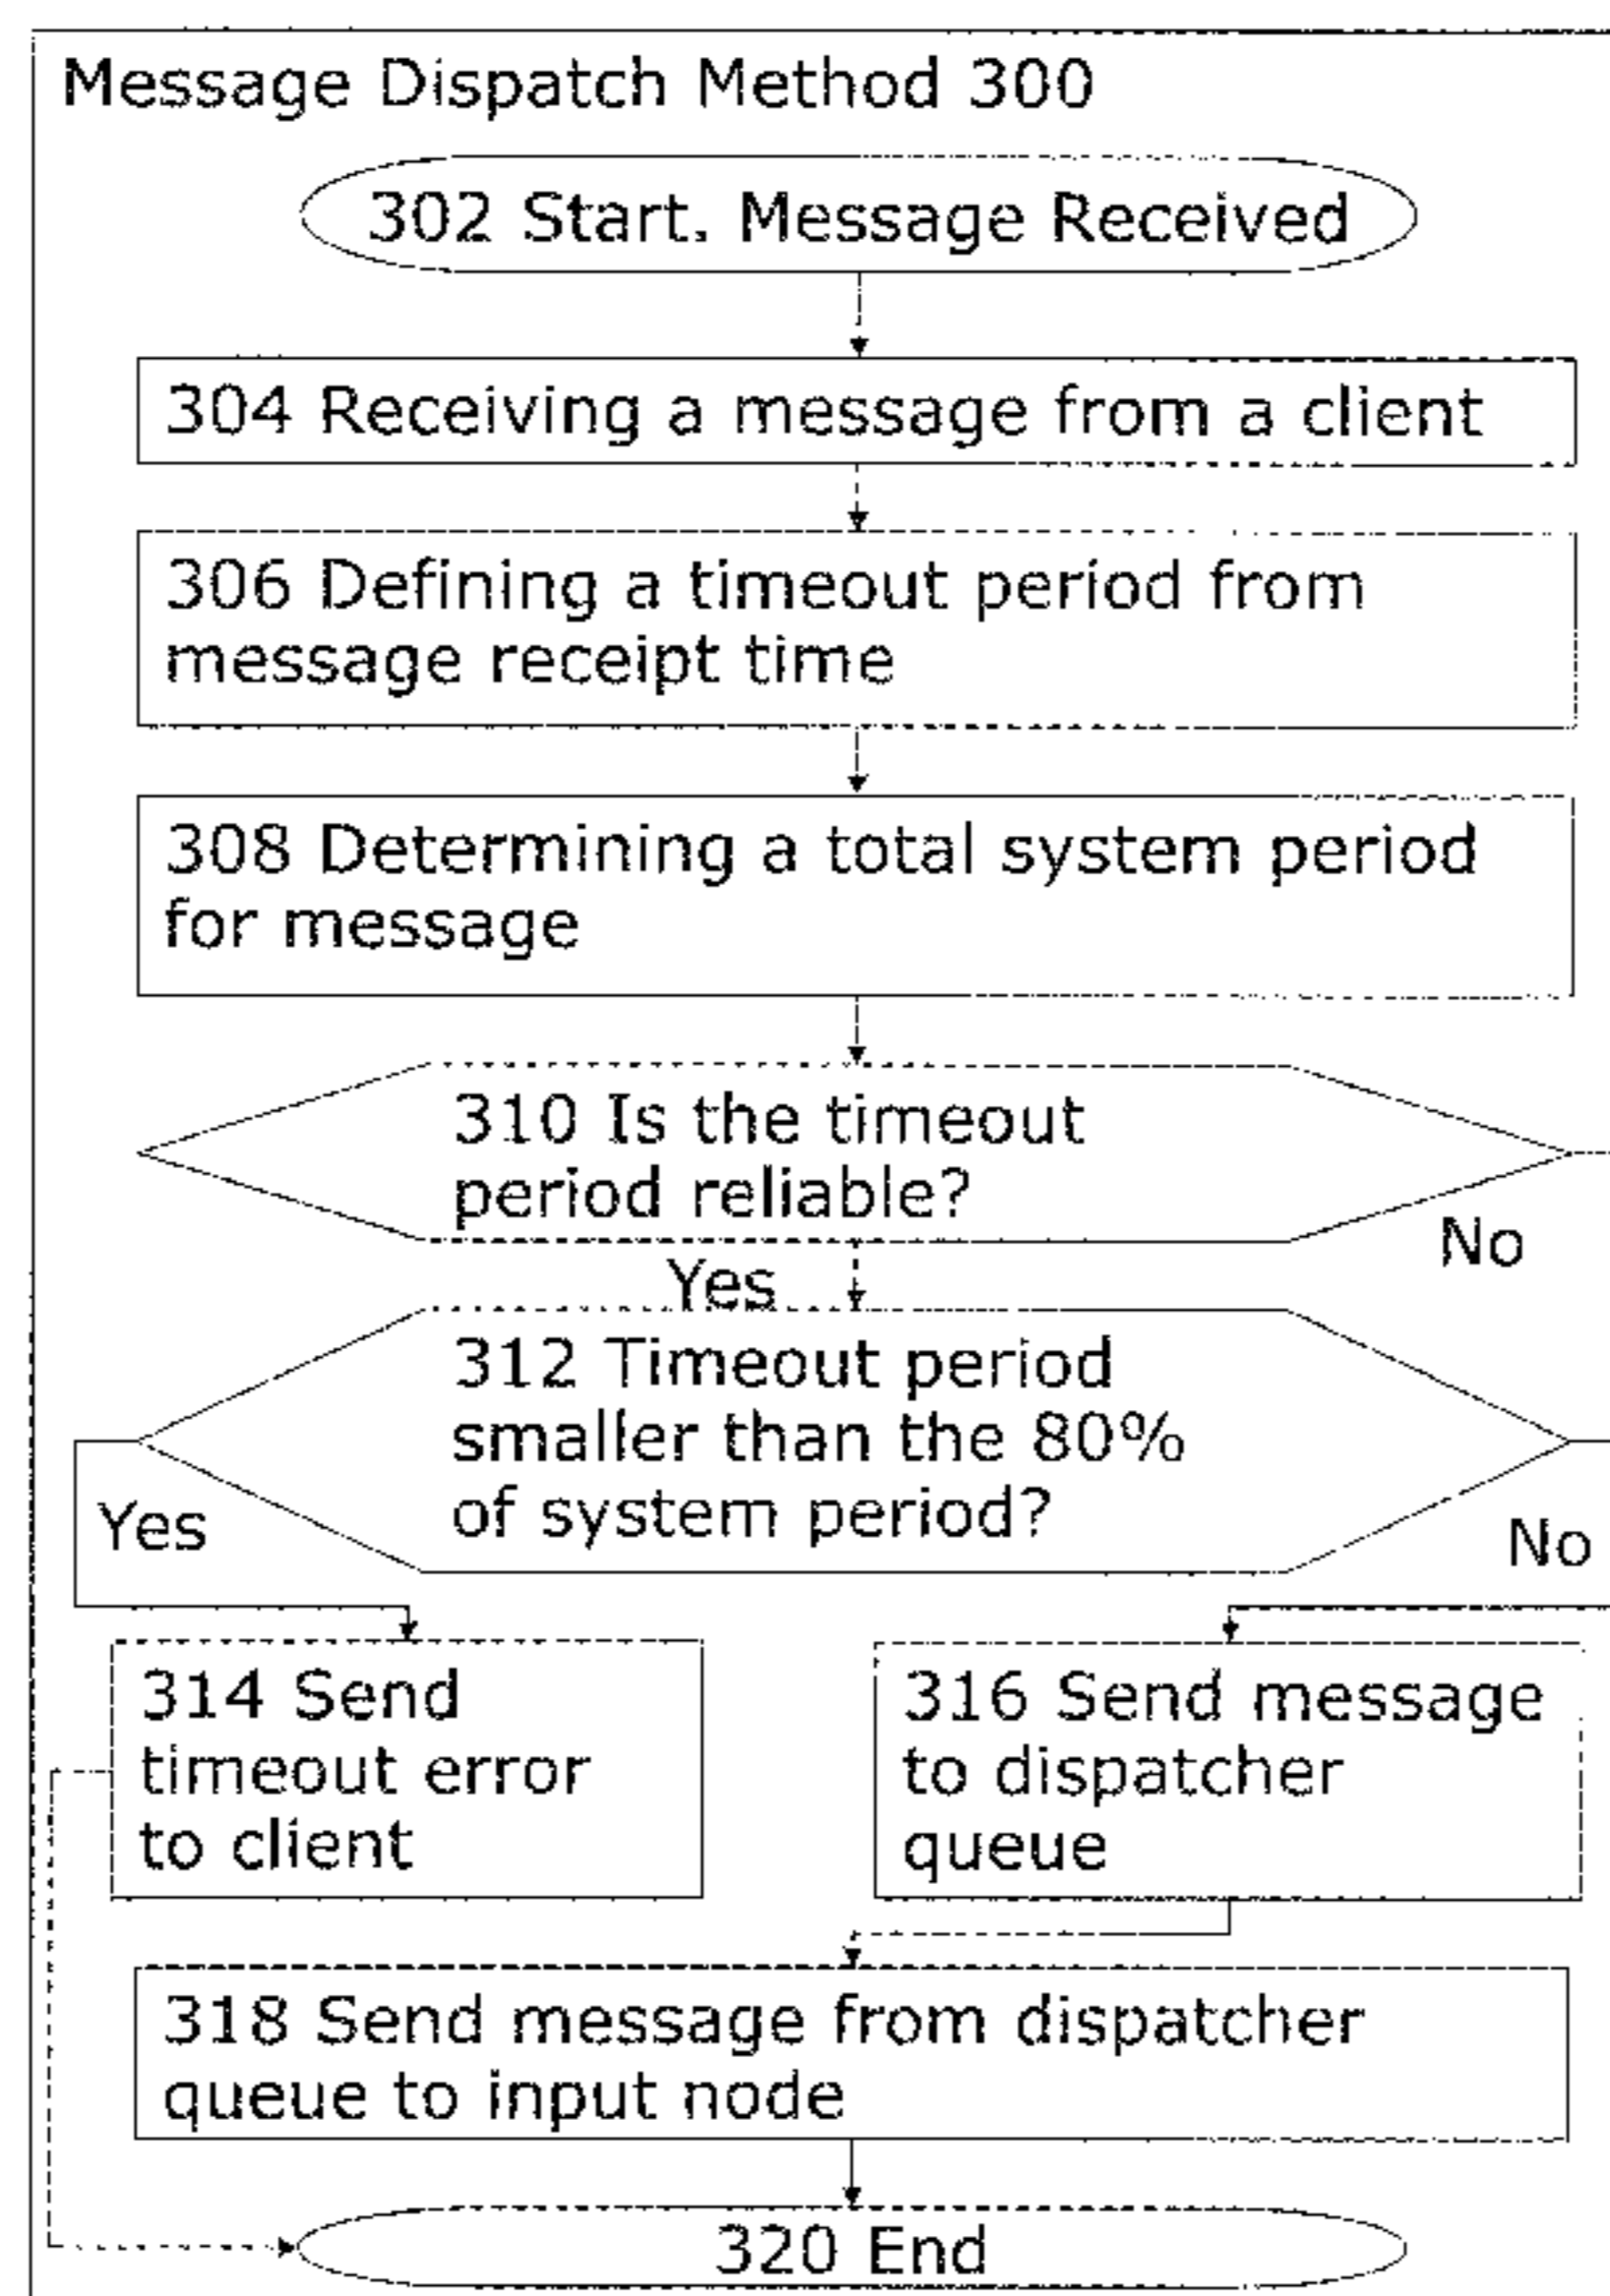 Message Dispatch Method 300
302 Start. Message Received
304 Receiving a message from a client
306 Defining a timeout period from
message receipt time
308 Determining a total system period
for message
310 Is the timeout
period reliable?
No
Yes
312 Timeout period
smaller than the 80%
of system period?
Yes
No
314 Send
timeout error
to client
316 Send message
to dispatcher
queue
318 Send message from dispatcher
queue to input node
320 End